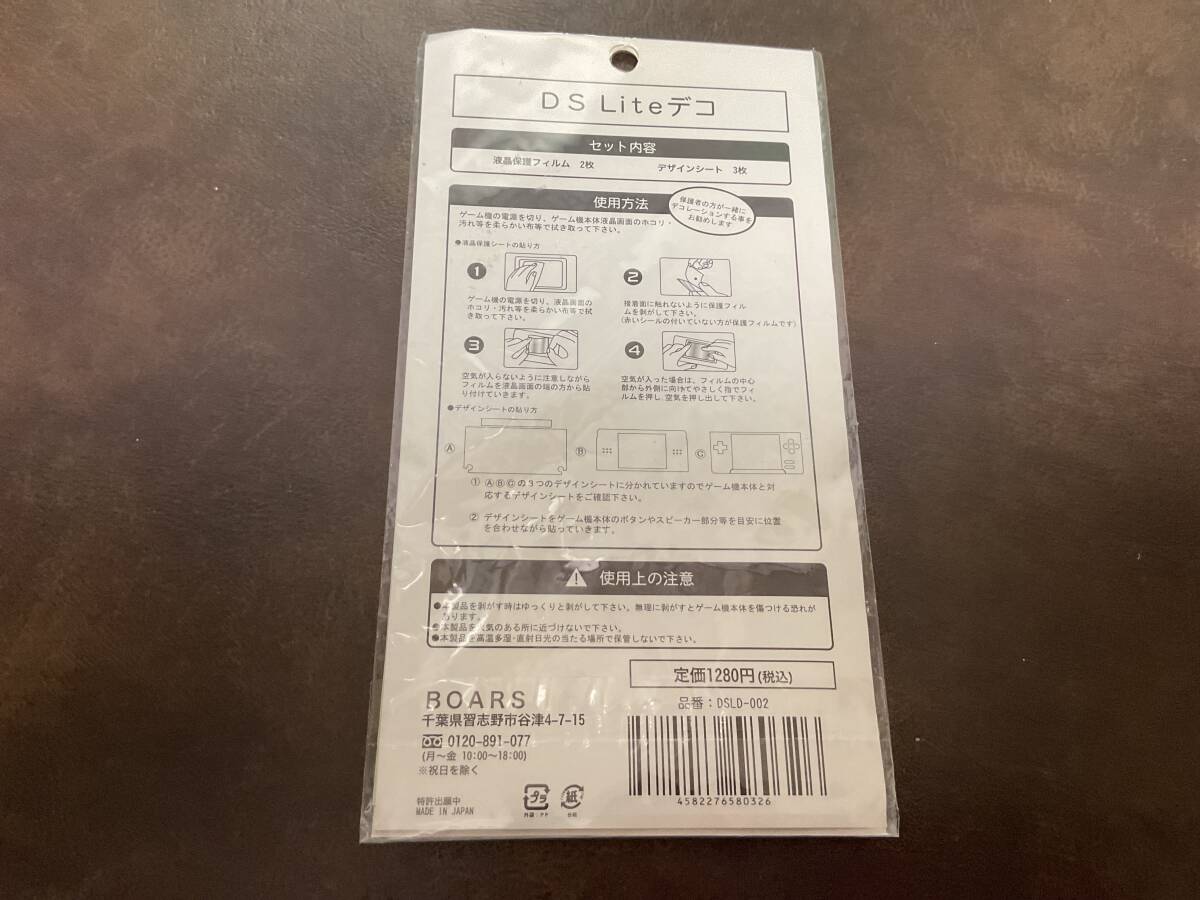 DS Liteデコ
セット内容
液晶保護フィルム 2枚 デザインシート 3枚
使用方法
保護者の方が一緒に
デコレーションする事を
お勧めします
ゲーム機の電源を切り、ゲーム機本体液晶画面のホコリ・
汚れ等を柔らかい布等で拭き取って下さい。
●液晶保護シートの貼り方
1
ゲーム機の電源を切り、液晶画面の
ホコリ・汚れ等を柔らかい布等で拭
き取って下さい。
2
接着面に触れないように保護フィル
ムを剥がして下さい。
(赤いシールの付いていない方が保護フィルムです)
3
空気が入らないように注意しながら
フィルムを液晶画面の端の方から貼
り付けていきます。
4
空気が入った場合は、フィルムの中心
部から外側に向けてやさしく指でフィ
ルムを押し、空気を押し出して下さい。
●デザインシートの貼り方
Ⓐ Ⓑ Ⓒ
① ⒶⒷⒸの3つのデザインシートに分かれていますのでゲーム機本体と対
応するデザインシートをご確認下さい。
② デザインシートをゲーム機本体のボタンやスピーカー部分等を目安に位置
を合わせながら貼っていきます。
使用上の注意
●本製品を剥がす時はゆっくりと剥がして下さい。無理に剥がすとゲーム機本体を傷つける恐れが
あります。
●本製品を火気のある所に近づけないで下さい。
●本製品を高温多湿・直射日光の当たる場所で保管しないで下さい。
定価1280円(税込)
BOARS
千葉県習志野市谷津4-7-15
0120-891-077
(月～金 10:00～18:00)
※祝日を除く
品番：DSLD-002
4582276580326
特許出願中
MADE IN JAPAN
プラ
外装：PP
紙
台紙